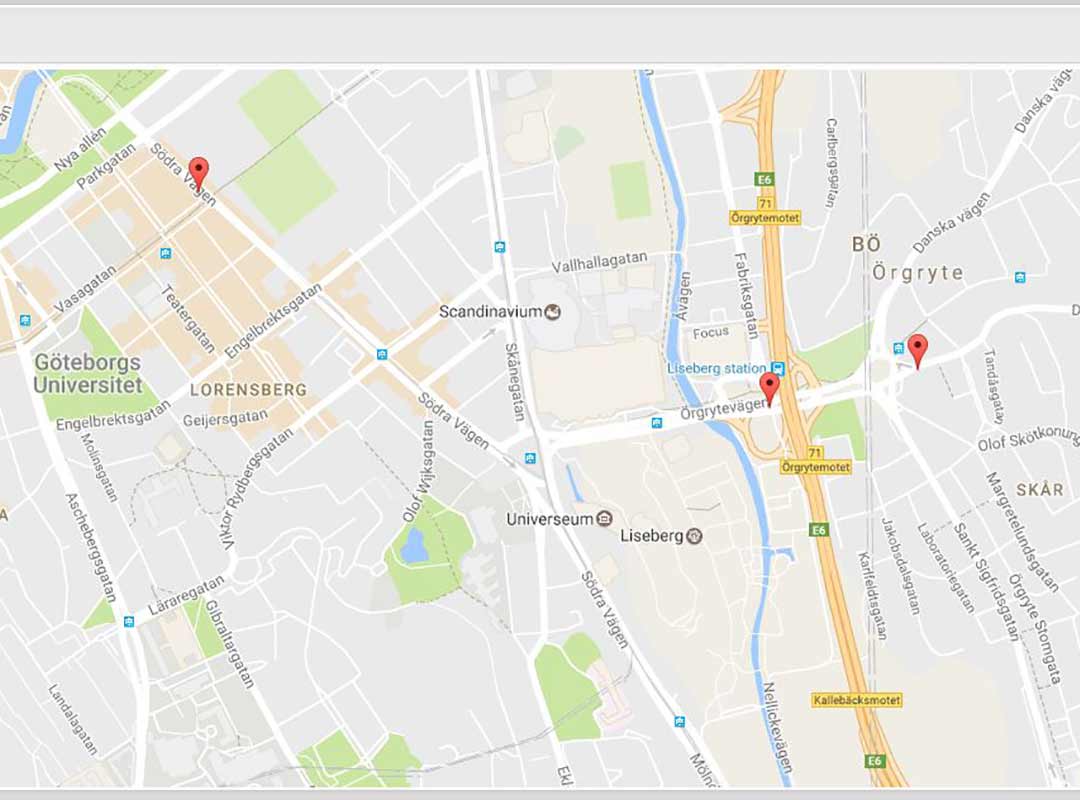 Nya allén
Parkgatan
Södra Vägen
Vasagatan
Teatergatan
Engelbrektsgatan
Göteborgs
Universitet
LORENSBERG
Engelbrektsgatan
Geijersgatan
Molinsgatan
Aschebergsgatan
Viktor Rydbergsgatan
Läraregatan
Gibraltargatan
Landalagatan
Olof Wijksgatan
Södra Vägen
Skånegatan
Scandinavium
Vallhallagatan
Åvägen
Fabriksgatan
Focus
Liseberg station
Örgrytevägen
Universeum
Liseberg
Södra Vägen
Nellickevägen
E6
71
Örgrytemotet
Carlbergsgatan
Danska vägen
Danska väge
BÖ
Örgryte
D
Tandåsgatan
Olof Skötkonung
SKÅR
71
Örgrytemotet
E6
Karlfeldtsgatan
Jakobsdalsgatan
Laboratoriegatan
Sankt Sigfridsgatan
Margretelundsgatan
Örgryte Stomgata
Kallebäcksmotet
E6
Mölnd
Ekl
A
an
n